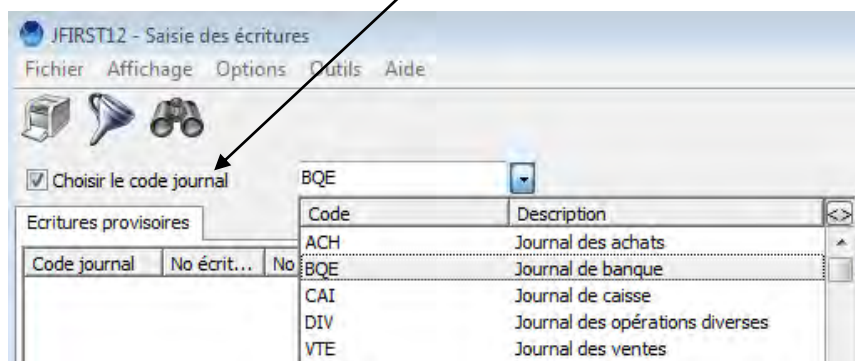 JFIRST12 - Saisie des écritures
Fichier Affichage Options Outils Aide
Choisir le code journal BQE
Ecritures provisoires
Code journal No écrit... No
Code Description <>
ACH Journal des achats
BQE Journal de banque
CAI Journal de caisse
DIV Journal des opérations diverses
VTE Journal des ventes